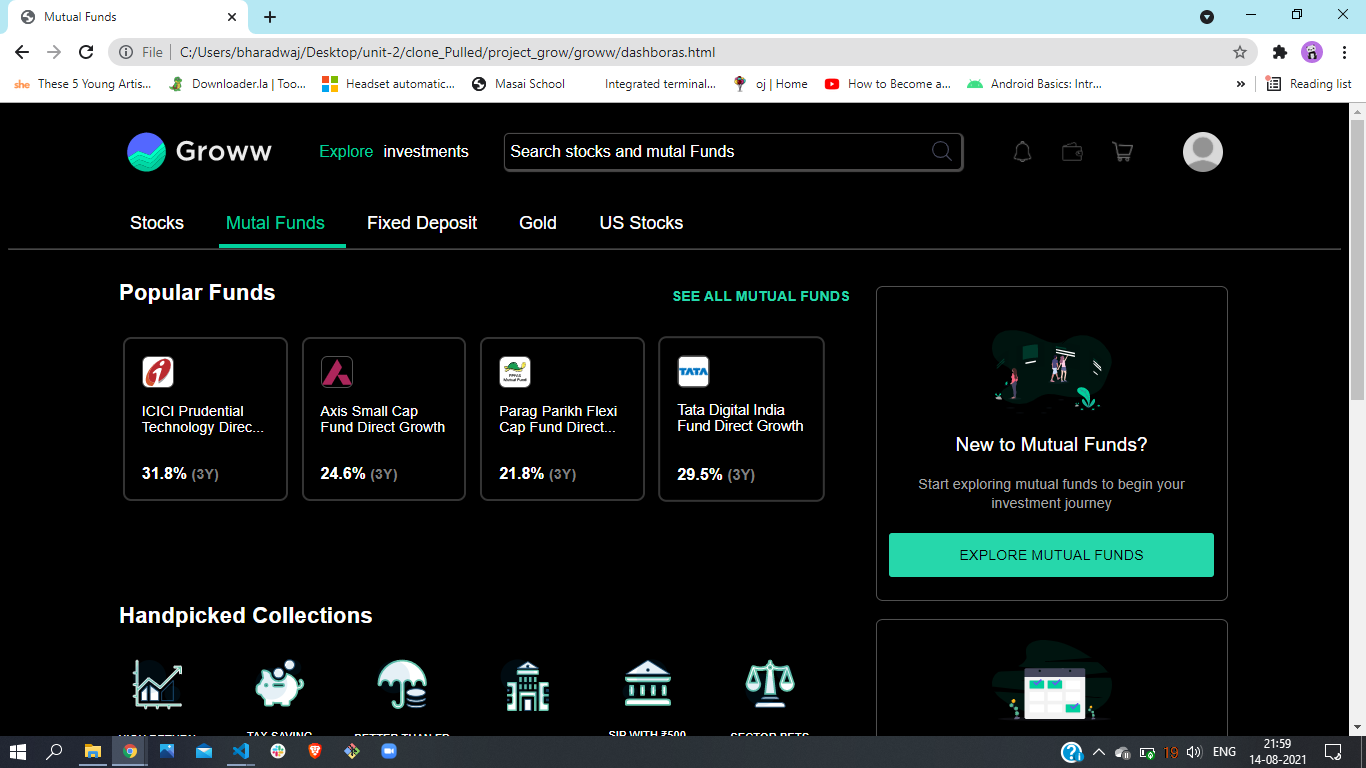 Mutual Funds
File
C:/Users/bharadwaj/Desktop/unit-2/clone_Pulled/project_grow/groww/dashboras.html
she These 5 Young Artis...
Downloader.la | Too...
Headset automatic...
Masai School
Integrated terminal...
oj | Home
How to Become a...
Android Basics: Intr...
»
Reading list
Groww
Explore investments
Search stocks and mutal Funds
Stocks
Mutal Funds
Fixed Deposit
Gold
US Stocks
Popular Funds
SEE ALL MUTUAL FUNDS
ICICI Prudential
Technology Direc...
31.8% (3Y)
Axis Small Cap
Fund Direct Growth
24.6% (3Y)
PPFAS
Mutual Fund
Parag Parikh Flexi
Cap Fund Direct...
21.8% (3Y)
TATA
Tata Digital India
Fund Direct Growth
29.5% (3Y)
New to Mutual Funds?
Start exploring mutual funds to begin your
investment journey
EXPLORE MUTUAL FUNDS
Handpicked Collections
HIGH RETURN
TAX SAVING
BETTER THAN FD
SIP WITH ₹500
SECTOR BETS
19
ENG
21:59
14-08-2021